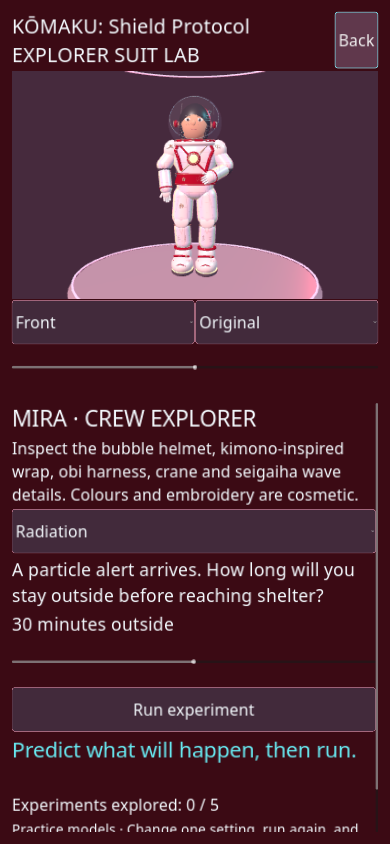 KŌMAKU: Shield Protocol
EXPLORER SUIT LAB
Back
Front
Original
MIRA · CREW EXPLORER
Inspect the bubble helmet, kimono-inspired
wrap, obi harness, crane and seigaiha wave
details. Colours and embroidery are cosmetic.
Radiation
A particle alert arrives. How long will you
stay outside before reaching shelter?
30 minutes outside
Run experiment
Predict what will happen, then run.
Experiments explored: 0 / 5
Practice models · Change one setting, run again, and